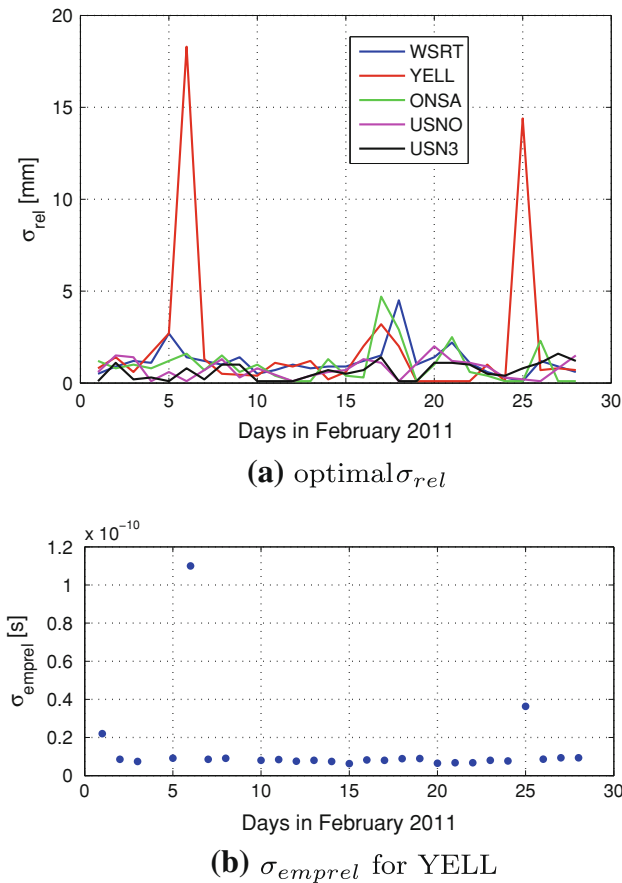 20
15
10
5
0
σrel [mm]
WSRT
YELL
ONSA
USNO
USN3
0 5 10 15 20 25 30
Days in February 2011
(a) optimalσrel
x 10⁻¹⁰
1.2
1
0.8
0.6
0.4
0.2
0
σemprel [s]
0 5 10 15 20 25 30
Days in February 2011
(b) σemprel for YELL